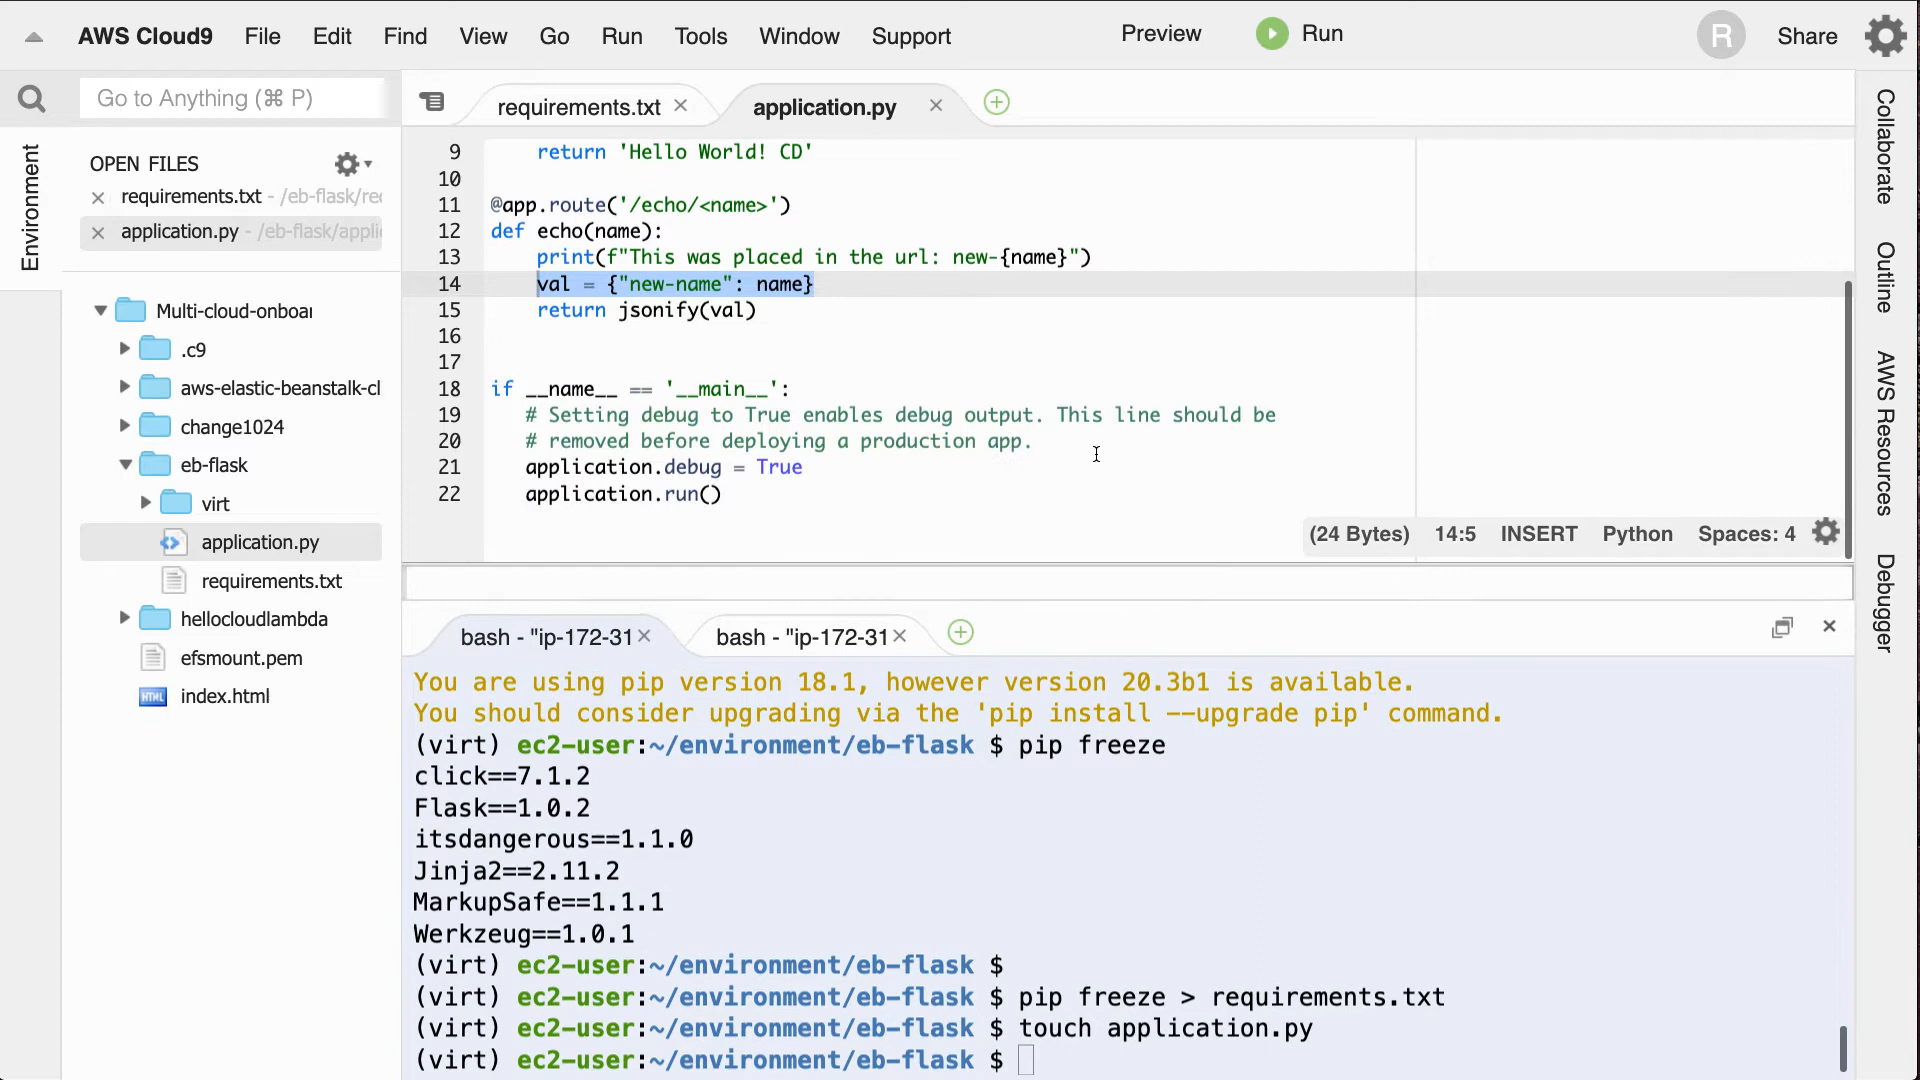 AWS Cloud9 File Edit Find View Go Run Tools Window Support Preview Run R Share
Go to Anything (⌘ P)
requirements.txt
application.py
Environment
OPEN FILES
requirements.txt - /eb-flask/re
application.py - /eb-flask/appli
Multi-cloud-onboar
.c9
aws-elastic-beanstalk-cl
change1024
eb-flask
virt
application.py
requirements.txt
hellocloudlambda
efsmount.pem
HTML index.html
9 return 'Hello World! CD'
10
11 @app.route('/echo/<name>')
12 def echo(name):
13 print(f"This was placed in the url: new-{name}")
14 val = {"new-name": name}
15 return jsonify(val)
16
17
18 if __name__ == '__main__':
19 # Setting debug to True enables debug output. This line should be
20 # removed before deploying a production app.
21 application.debug = True
22 application.run()
(24 Bytes) 14:5 INSERT Python Spaces: 4
Collaborate
Outline
AWS Resources
Debugger
bash - "ip-172-31
bash - "ip-172-31
You are using pip version 18.1, however version 20.3b1 is available.
You should consider upgrading via the 'pip install --upgrade pip' command.
(virt) ec2-user:~/environment/eb-flask $ pip freeze
click==7.1.2
Flask==1.0.2
itsdangerous==1.1.0
Jinja2==2.11.2
MarkupSafe==1.1.1
Werkzeug==1.0.1
(virt) ec2-user:~/environment/eb-flask $
(virt) ec2-user:~/environment/eb-flask $ pip freeze > requirements.txt
(virt) ec2-user:~/environment/eb-flask $ touch application.py
(virt) ec2-user:~/environment/eb-flask $